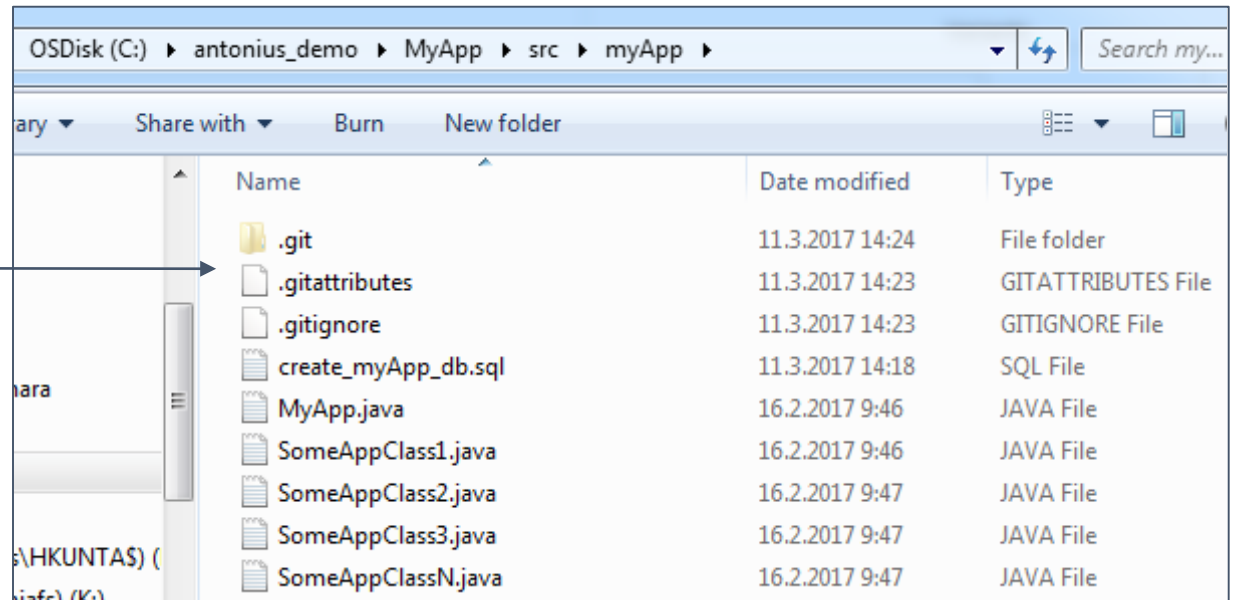 OSDisk (C:) ▸ antonius_demo ▸ MyApp ▸ src ▸ myApp ▸ Search my...
ary Share with Burn New folder
Name Date modified Type
.git 11.3.2017 14:24 File folder
.gitattributes 11.3.2017 14:23 GITATTRIBUTES File
.gitignore 11.3.2017 14:23 GITIGNORE File
create_myApp_db.sql 11.3.2017 14:18 SQL File
nara MyApp.java 16.2.2017 9:46 JAVA File
SomeAppClass1.java 16.2.2017 9:46 JAVA File
SomeAppClass2.java 16.2.2017 9:47 JAVA File
SomeAppClass3.java 16.2.2017 9:47 JAVA File
s\HKUNTA$) (
SomeAppClassN.java 16.2.2017 9:47 JAVA File